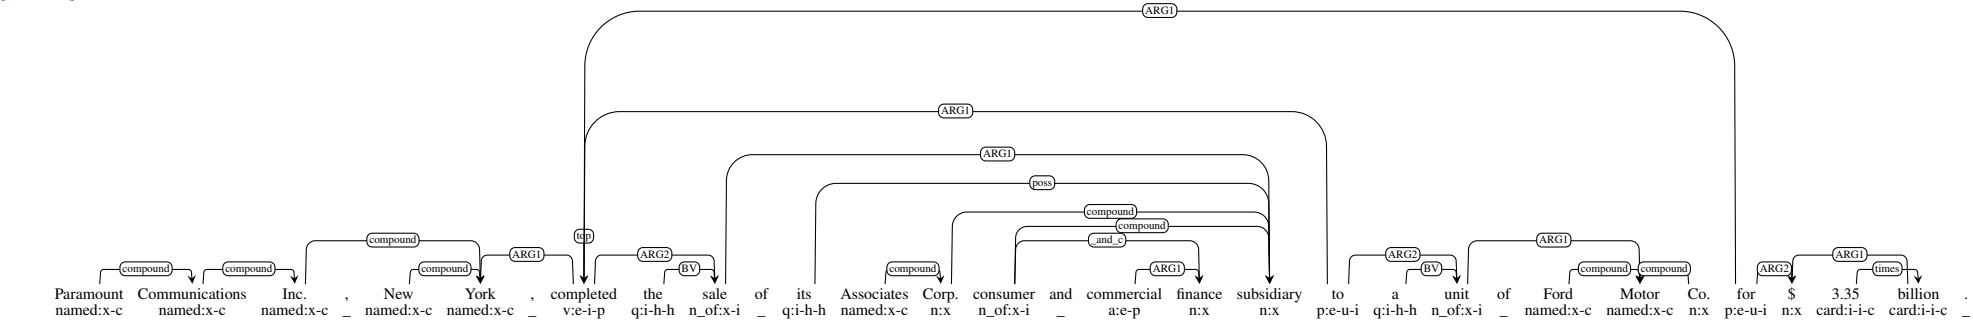 ARG1
ARG1
ARG1
poss
compound
compound
compound top _and_c ARG1
ARG1 ARG2 ARG2 ARG1
compound compound compound BV compound ARG1 BV compound compound ARG2 times
Paramount Communications Inc. , New York , completed the sale of its Associates Corp. consumer and commercial finance subsidiary to a unit of Ford Motor Co. for $ 3.35 billion .
named:x-c named:x-c named:x-c _ named:x-c named:x-c _ v:e-i-p q:i-h-h n_of:x-i _ q:i-h-h named:x-c n:x n_of:x-i _ a:e-p n:x n:x p:e-u-i q:i-h-h n_of:x-i _ named:x-c named:x-c n:x p:e-u-i n:x card:i-i-c card:i-i-c _